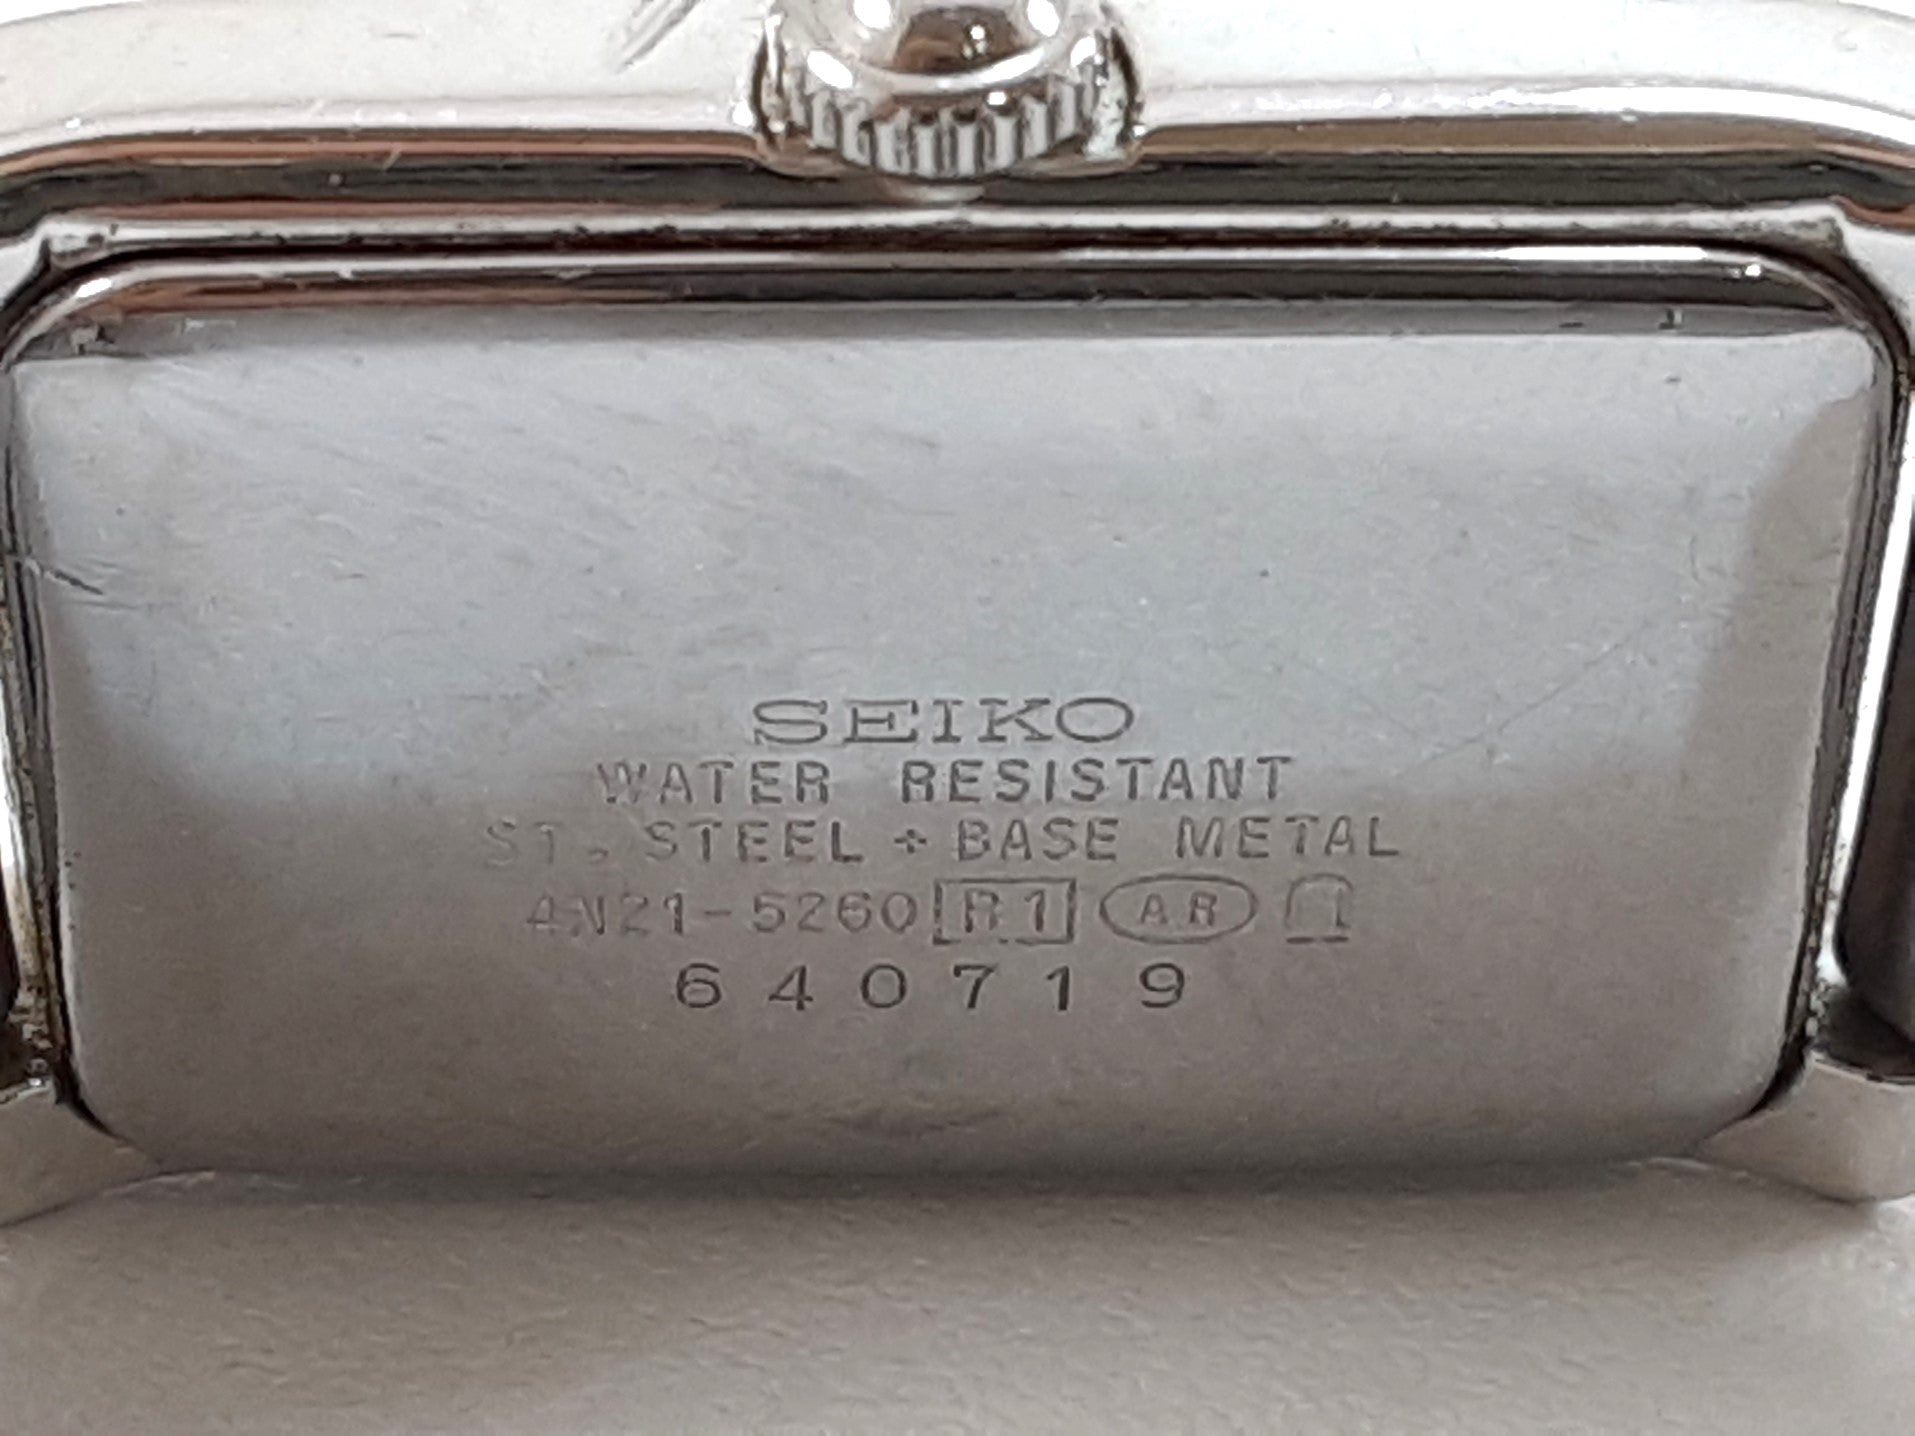 SEIKO
WATER RESISTANT
ST. STEEL + BASE METAL
4N21-5260 R1 AR
640719